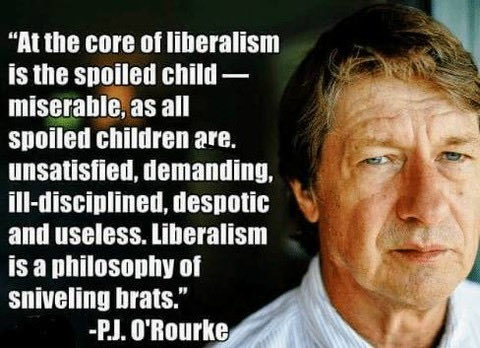 “At the core of liberalism
is the spoiled child —
miserable, as all
spoiled children are.
unsatisfied, demanding,
ill-disciplined, despotic
and useless. Liberalism
is a philosophy of
sniveling brats.”
-P.J. O'Rourke